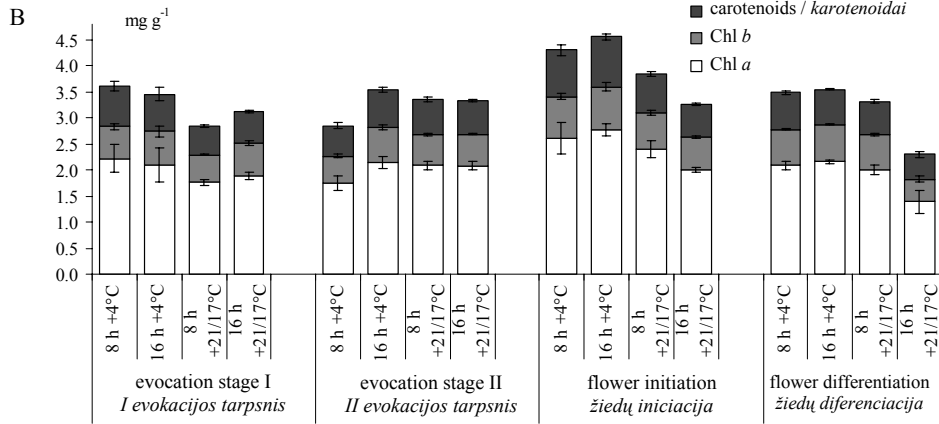 B
mg g-1
carotenoids / karotenoidai
Chl b
Chl a
4.5
4.0
3.5
3.0
2.5
2.0
1.5
1.0
0.5
0.0
8 h +4°C
16 h +4°C
8 h
+21/17°C
16 h
+21/17°C
8 h +4°C
16 h +4°C
8 h
+21/17°C
16 h
+21/17°C
8 h +4°C
16 h +4°C
8 h
+21/17°C
16 h
+21/17°C
8 h +4°C
16 h +4°C
8 h
+21/17°C
16 h
+21/17°C
evocation stage I
I evokacijos tarpsnis
evocation stage II
II evokacijos tarpsnis
flower initiation
žiedų iniciacija
flower differentiation
žiedų diferenciacija